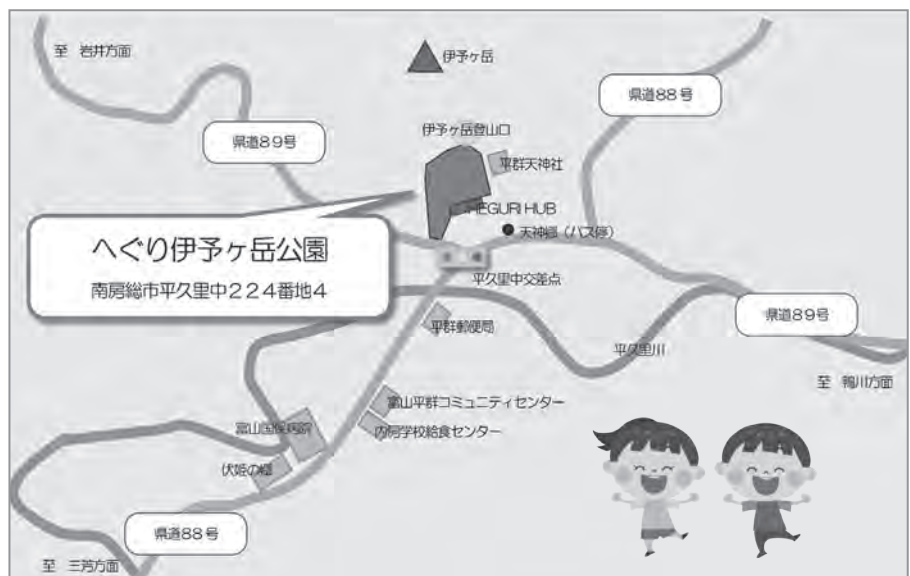 至 岩井方面
伊予ヶ岳
県道88号
県道89号
伊予ヶ岳登山口
平群天神社
HEGURI HUB
天神郷（バス停）
へぐり伊予ヶ岳公園
南房総市平久里中224番地4
平久里中交差点
県道89号
平群郵便局
平久里川
至 鴨川方面
富山平群コミュニティセンター
富山国保病院
内房学校給食センター
伏姫の郷
県道88号
至 三芳方面